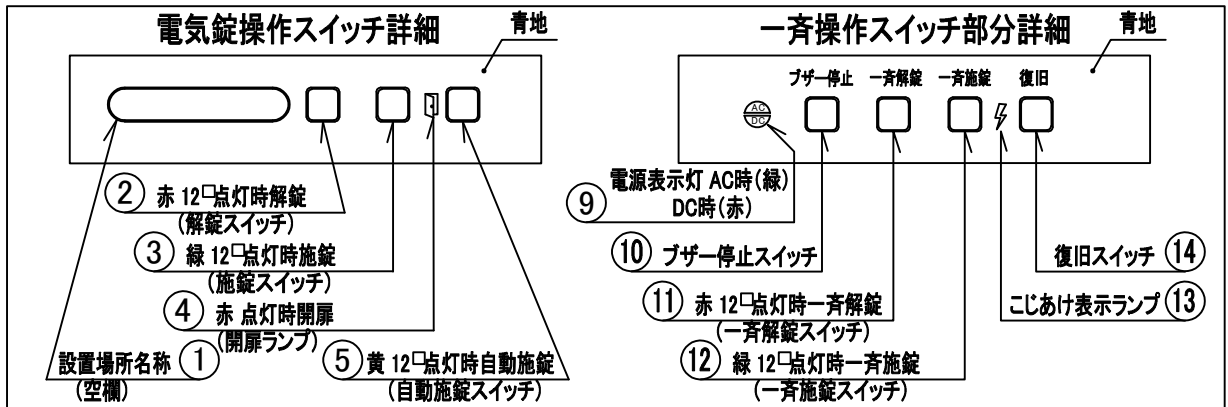 電気錠操作スイッチ詳細
青地
② 赤 12□点灯時解錠
(解錠スイッチ)
③ 緑 12□点灯時施錠
(施錠スイッチ)
④ 赤 点灯時開扉
(開扉ランプ)
設置場所名称 ①
(空欄)
⑤ 黄 12□点灯時自動施錠
(自動施錠スイッチ)
一斉操作スイッチ部分詳細
青地
ブザー停止 一斉解錠 一斉施錠 復旧
AC
DC
⑨ 電源表示灯 AC時(緑)
DC時(赤)
⑩ ブザー停止スイッチ
復旧スイッチ ⑭
⑪ 赤 12□点灯時一斉解錠
(一斉解錠スイッチ)
こじあけ表示ランプ ⑬
⑫ 緑 12□点灯時一斉施錠
(一斉施錠スイッチ)